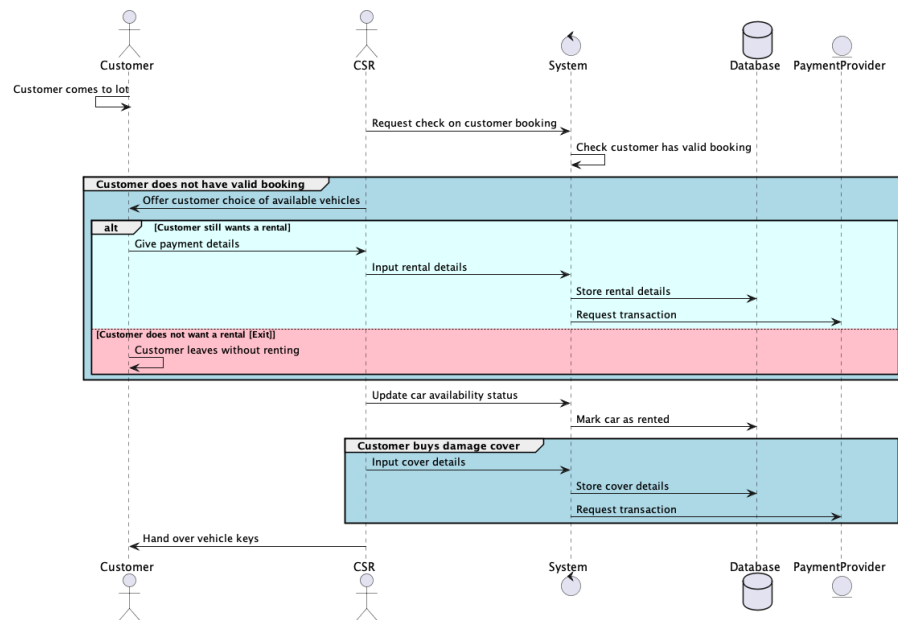 Customer
CSR
System
Database
PaymentProvider
Customer comes to lot
Request check on customer booking
Check customer has valid booking
Customer does not have valid booking
Offer customer choice of available vehicles
alt [Customer still wants a rental]
Give payment details
Input rental details
Store rental details
Request transaction
[Customer does not want a rental [Exit]]
Customer leaves without renting
Update car availability status
Mark car as rented
Customer buys damage cover
Input cover details
Store cover details
Request transaction
Hand over vehicle keys
Customer
CSR
System
Database
PaymentProvider